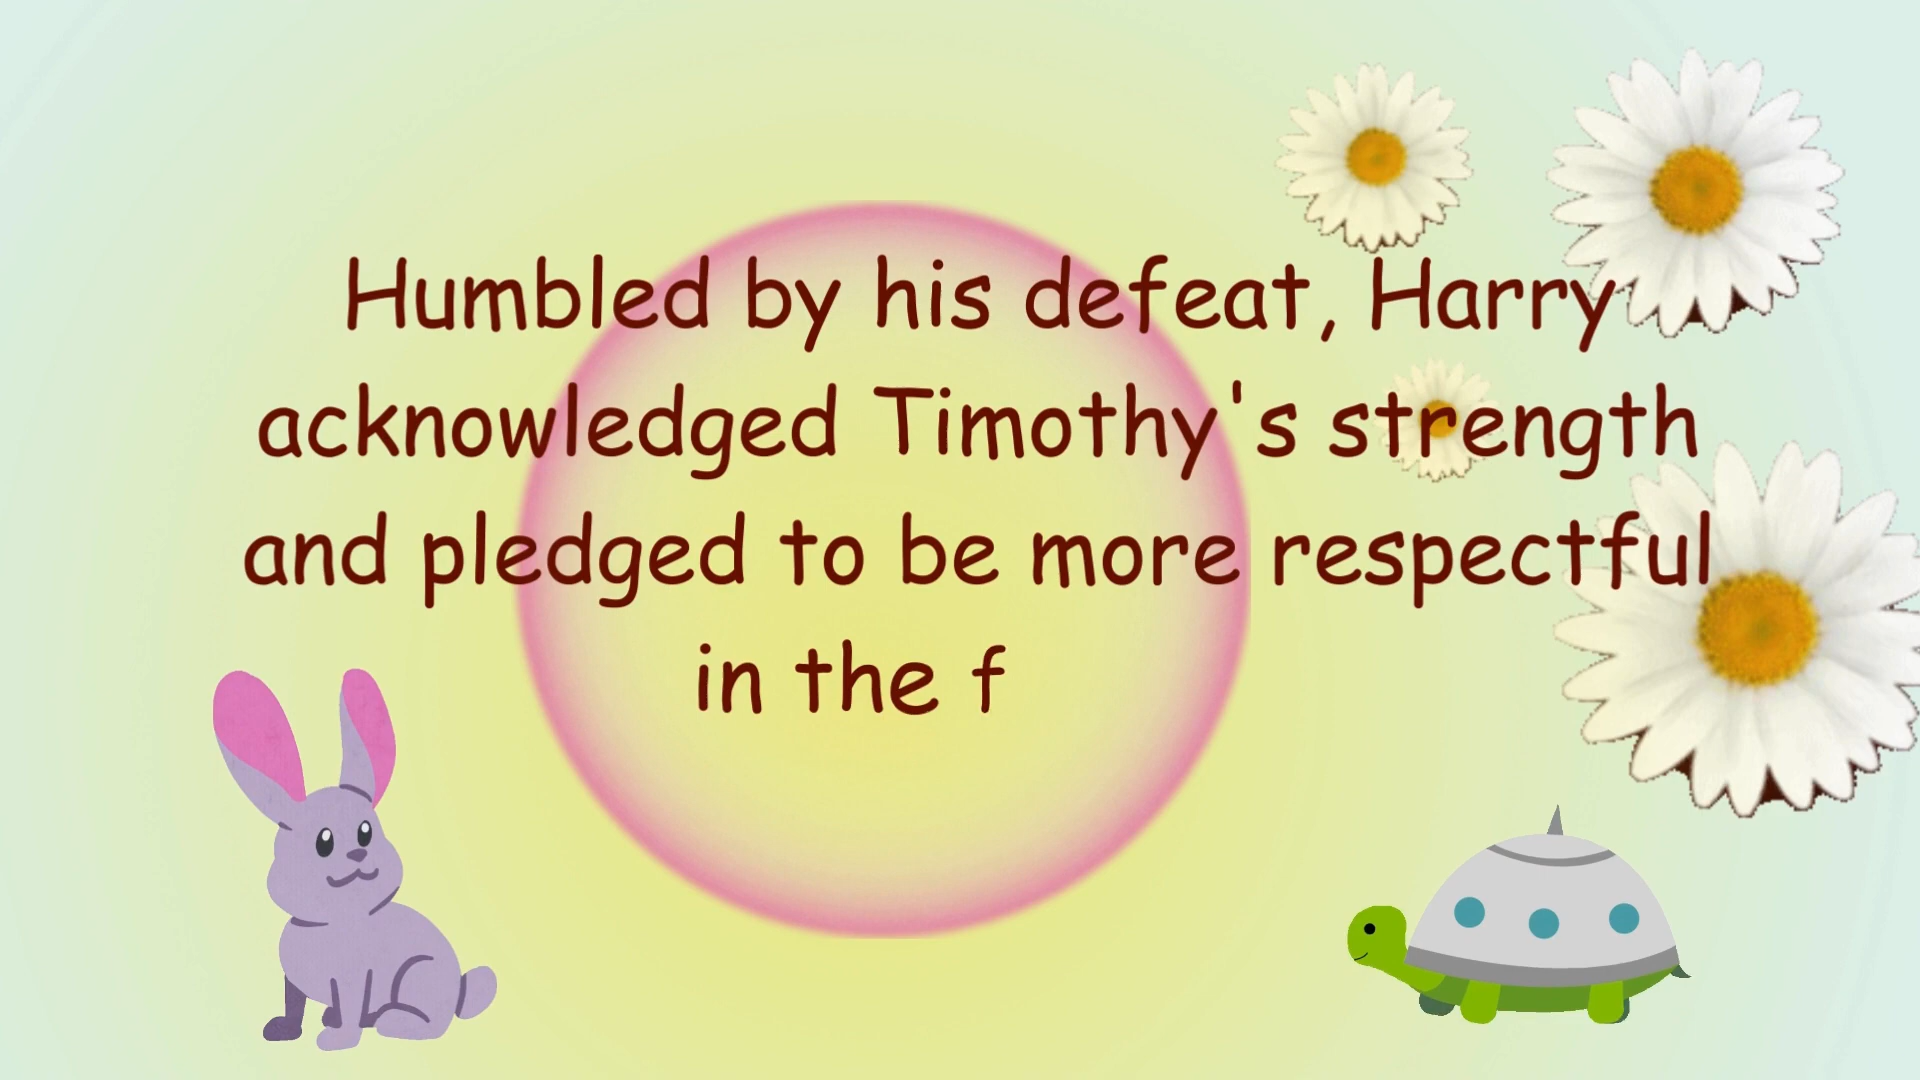 Humbled by his defeat, Harry
acknowledged Timothy's strength
and pledged to be more respectful
in the f